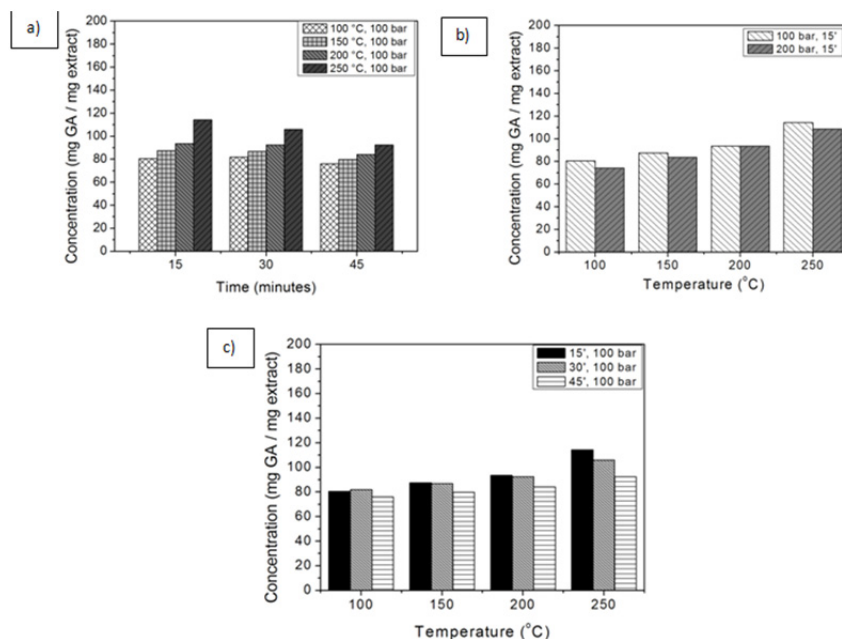 a)
200
180
160
140
120
100
80
60
40
20
0
Concentration (mg GA / mg extract)
100 °C, 100 bar
150 °C, 100 bar
200 °C, 100 bar
250 °C, 100 bar
15 30 45
Time (minutes)
b)
200
180
160
140
120
100
80
60
40
20
0
Concentration (mg GA / mg extract)
100 bar, 15'
200 bar, 15'
100 150 200 250
Temperature (°C)
c)
200
180
160
140
120
100
80
60
40
20
0
Concentration (mg GA / mg extract)
15', 100 bar
30', 100 bar
45', 100 bar
100 150 200 250
Temperature (°C)